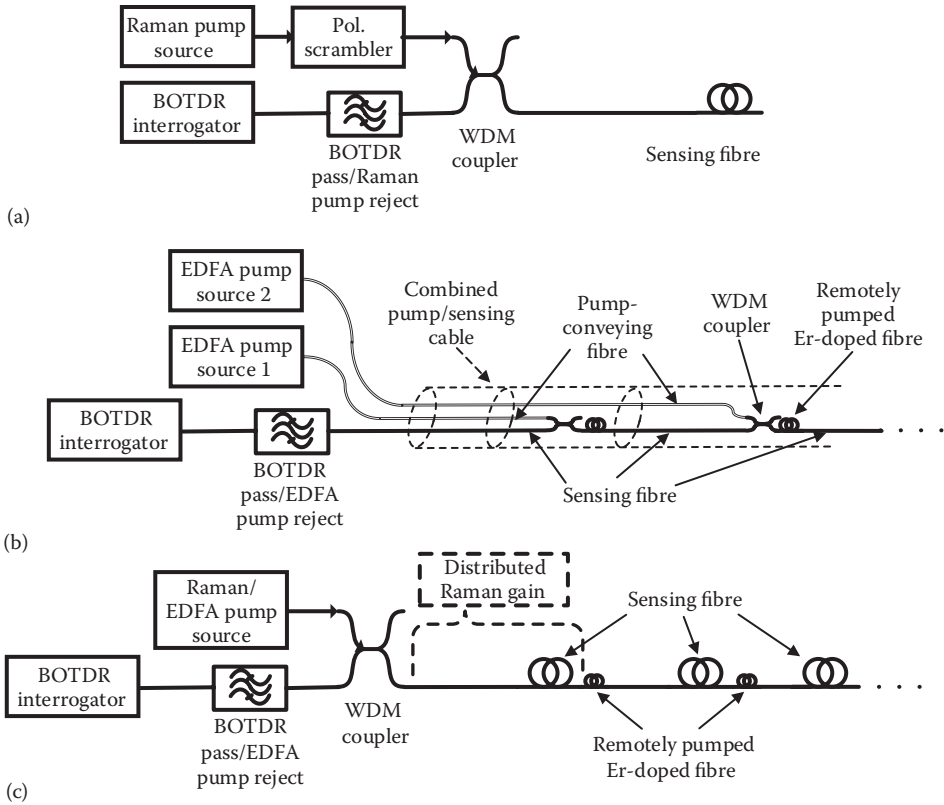 Raman pump
source
Pol.
scrambler
BOTDR
interrogator
BOTDR
pass/Raman
pump reject
WDM
coupler
Sensing fibre
(a)
EDFA pump
source 2
EDFA pump
source 1
BOTDR
interrogator
BOTDR
pass/EDFA
pump reject
Combined
pump/sensing
cable
Pump-
conveying
fibre
WDM
coupler
Remotely
pumped
Er-doped fibre
Sensing fibre
(b)
Raman/
EDFA pump
source
BOTDR
interrogator
BOTDR
pass/EDFA
pump reject
WDM
coupler
Distributed
Raman gain
Sensing fibre
Remotely pumped
Er-doped fibre
(c)